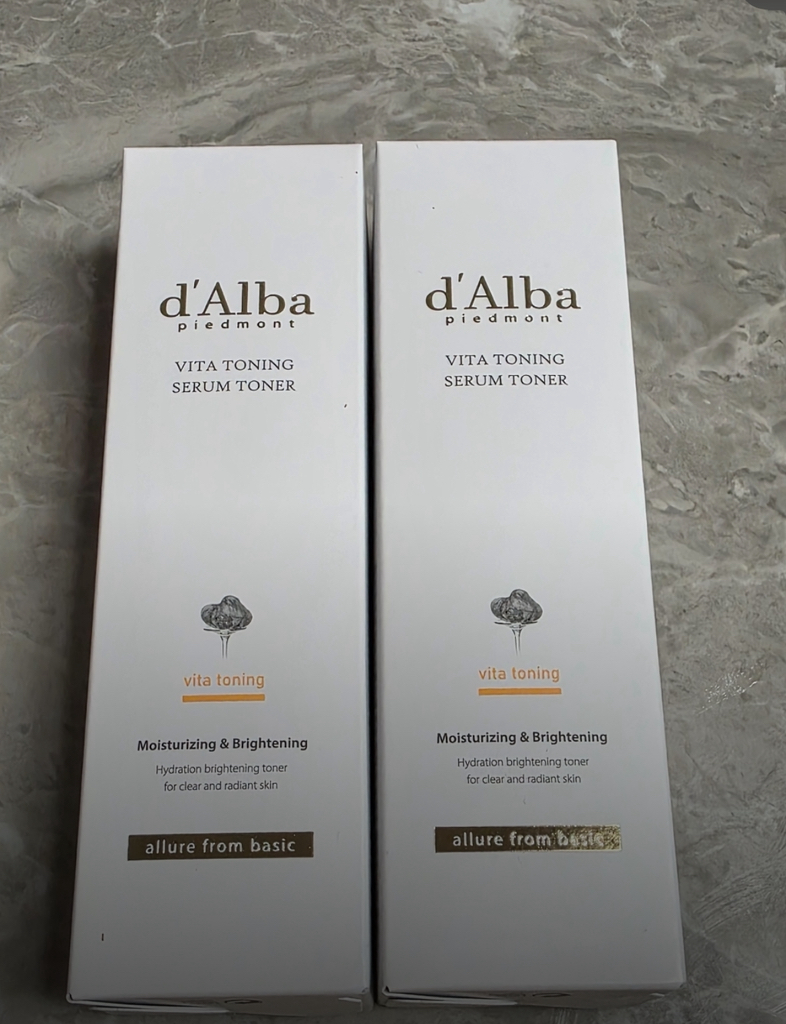 d'Alba
piedmont
VITA TONING
SERUM TONER
vita toning
Moisturizing & Brightening
Hydration brightening toner
for clear and radiant skin
allure from basic
d'Alba
piedmont
VITA TONING
SERUM TONER
vita toning
Moisturizing & Brightening
Hydration brightening toner
for clear and radiant skin
allure from basic